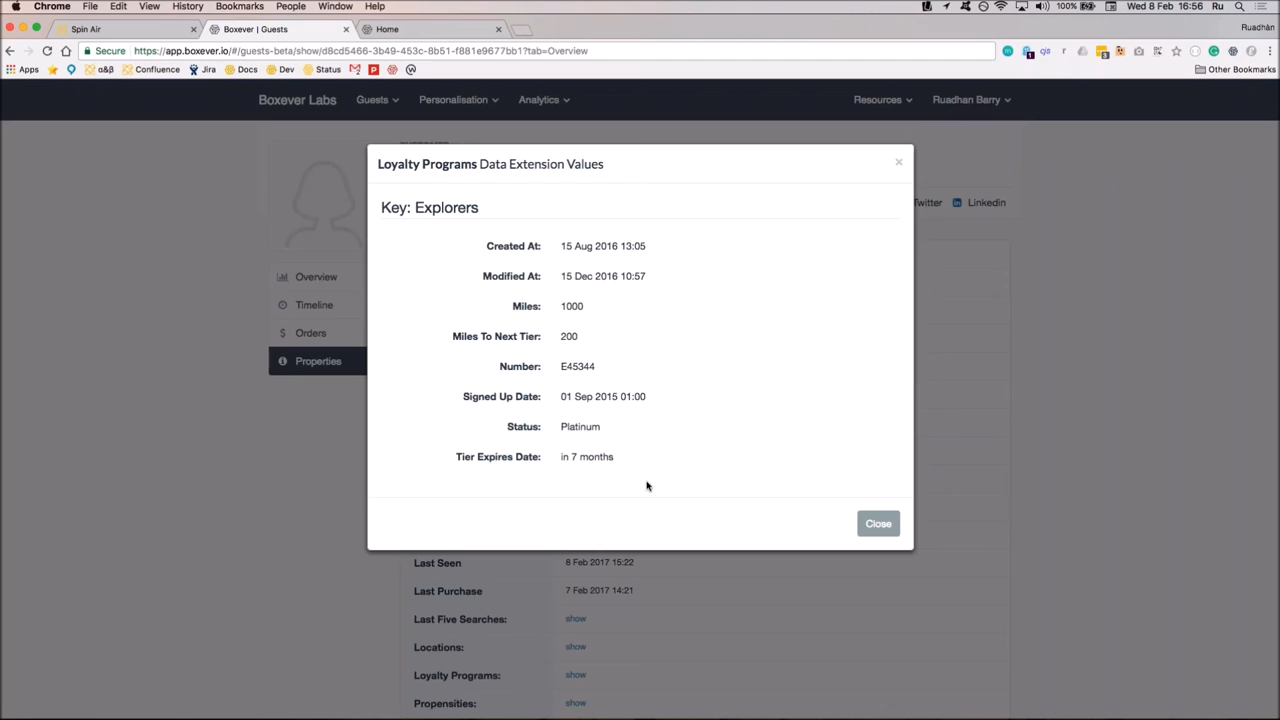 Chrome File Edit View History Bookmarks People Window Help 100% Wed 8 Feb 16:56 Ru
Spin Air Boxever | Guests Home Ruadhán
Secure https://app.boxever.io/#/guests-beta/show/d8cd5466-3b49-453c-8b51-f881e9677bb1?tab=Overview
Apps α&β Confluence Jira Docs Dev Status Other Bookmarks
Boxever Labs Guests Personalisation Analytics Resources Ruadhan Barry
Loyalty Programs Data Extension Values ×
Twitter Linkedin
Key: Explorers
Created At: 15 Aug 2016 13:05
Modified At: 15 Dec 2016 10:57
Miles: 1000
Miles To Next Tier: 200
Number: E45344
Signed Up Date: 01 Sep 2015 01:00
Status: Platinum
Tier Expires Date: in 7 months
Close
Overview
Timeline
Orders
Properties
Last Seen 8 Feb 2017 15:22
Last Purchase 7 Feb 2017 14:21
Last Five Searches: show
Locations: show
Loyalty Programs: show
Propensities: show